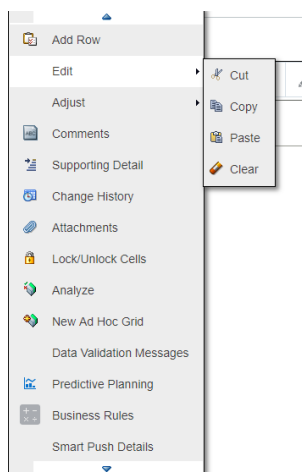 Add Row
Edit
Cut
Adjust
Copy
Comments
Paste
Supporting Detail
Clear
Change History
Attachments
Lock/Unlock Cells
Analyze
New Ad Hoc Grid
Data Validation Messages
Predictive Planning
Business Rules
Smart Push Details